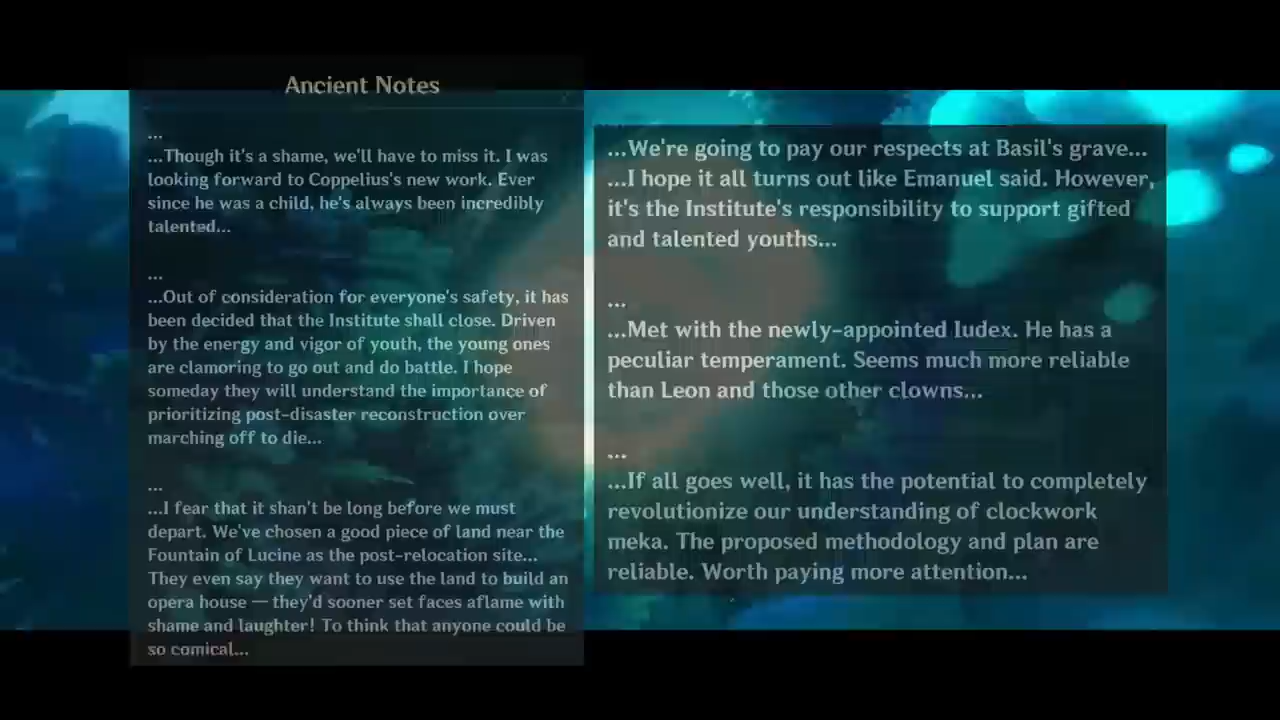 Ancient Notes
...
...Though it's a shame, we'll have to miss it. I was
looking forward to Coppelius's new work. Ever
since he was a child, he's always been incredibly
talented...
...
...Out of consideration for everyone's safety, it has
been decided that the Institute shall close. Driven
by the energy and vigor of youth, the young ones
are clamoring to go out and do battle. I hope
someday they will understand the importance of
prioritizing post-disaster reconstruction over
marching off to die...
...
...I fear that it shan't be long before we must
depart. We've chosen a good piece of land near the
Fountain of Lucine as the post-relocation site...
They even say they want to use the land to build an
opera house — they'd sooner set faces aflame with
shame and laughter! To think that anyone could be
so comical...
...We're going to pay our respects at Basil's grave...
...I hope it all turns out like Emanuel said. However,
it's the Institute's responsibility to support gifted
and talented youths...
...
...Met with the newly-appointed Iudex. He has a
peculiar temperament. Seems much more reliable
than Leon and those other clowns...
...
...If all goes well, it has the potential to completely
revolutionize our understanding of clockwork
meka. The proposed methodology and plan are
reliable. Worth paying more attention...